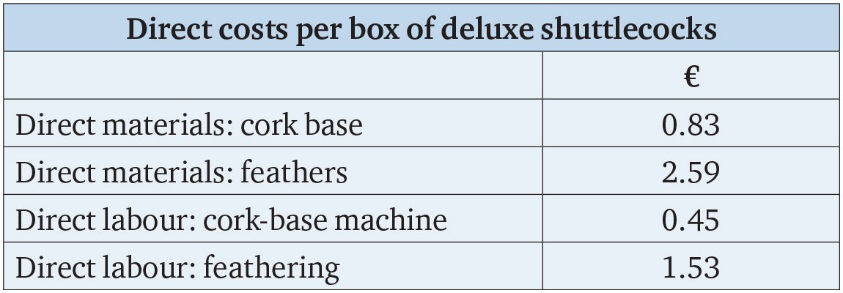 Direct costs per box of deluxe shuttlecocks
€
Direct materials: cork base 0.83
Direct materials: feathers 2.59
Direct labour: cork-base machine 0.45
Direct labour: feathering 1.53